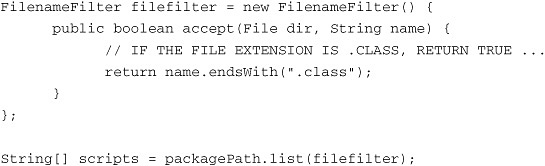 FilenameFilter filefilter = new FilenameFilter() {
public boolean accept(File dir, String name) {
// IF THE FILE EXTENSION IS .CLASS, RETURN TRUE ...
return name.endsWith(".class");
}
};
String[] scripts = packagePath.list(filefilter);